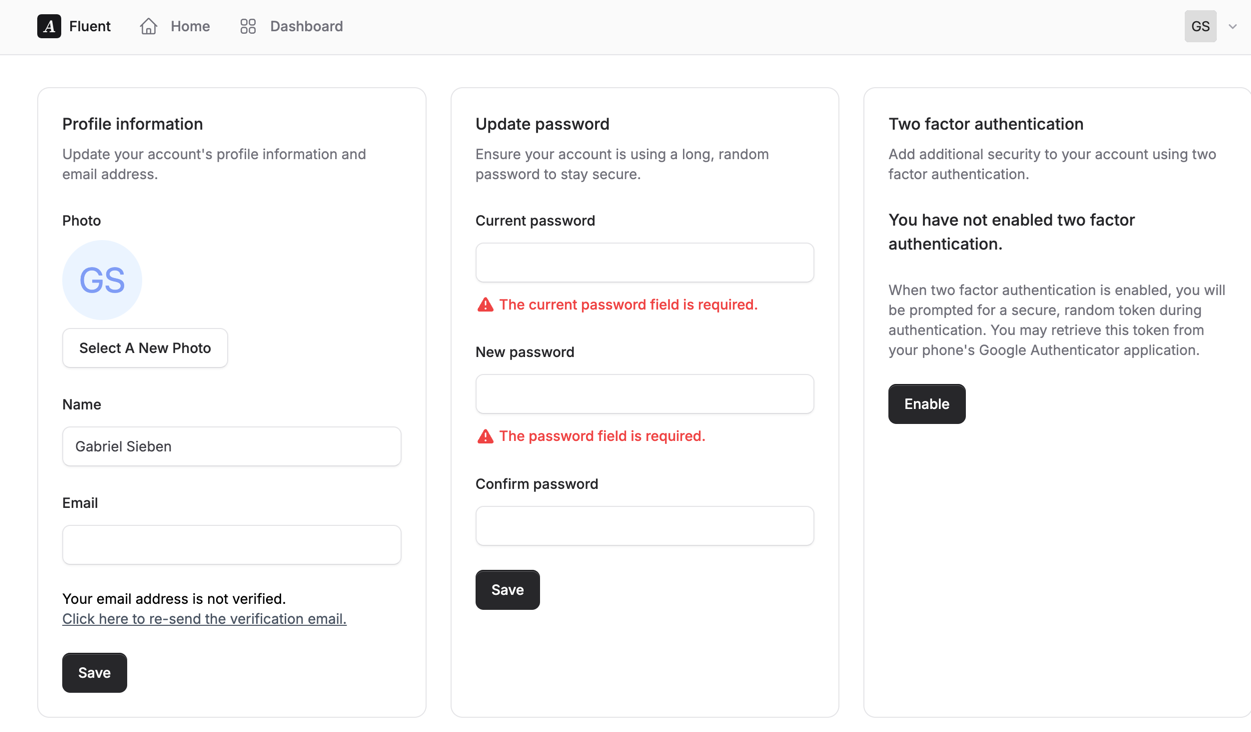 A Fluent Home Dashboard GS
Profile information
Update your account's profile information and
email address.
Photo
GS
Select A New Photo
Name
Gabriel Sieben
Email
Your email address is not verified.
Click here to re-send the verification email.
Save
Update password
Ensure your account is using a long, random
password to stay secure.
Current password
The current password field is required.
New password
The password field is required.
Confirm password
Save
Two factor authentication
Add additional security to your account using two
factor authentication.
You have not enabled two factor
authentication.
When two factor authentication is enabled, you will
be prompted for a secure, random token during
authentication. You may retrieve this token from
your phone's Google Authenticator application.
Enable